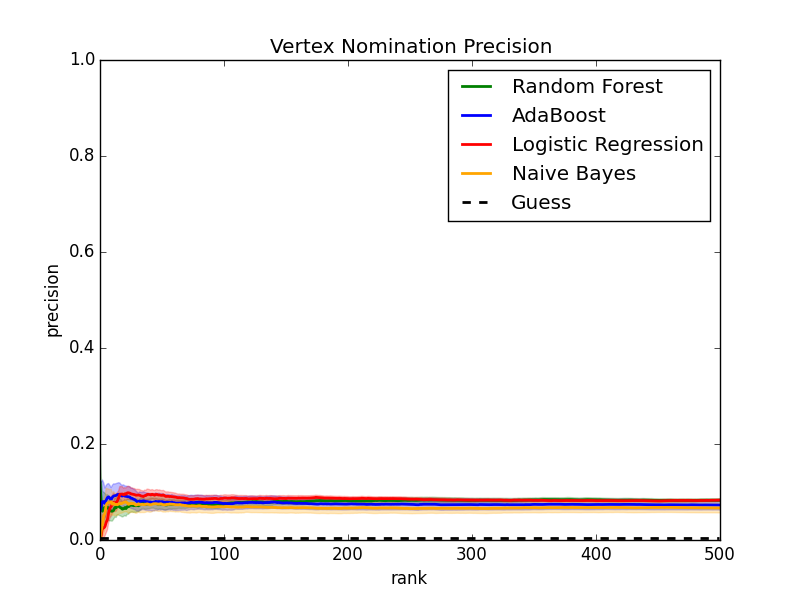 Vertex Nomination Precision
1.0
0.8
0.6
0.4
0.2
0.0
precision
Random Forest
AdaBoost
Logistic Regression
Naive Bayes
Guess
0 100 200 300 400 500
rank